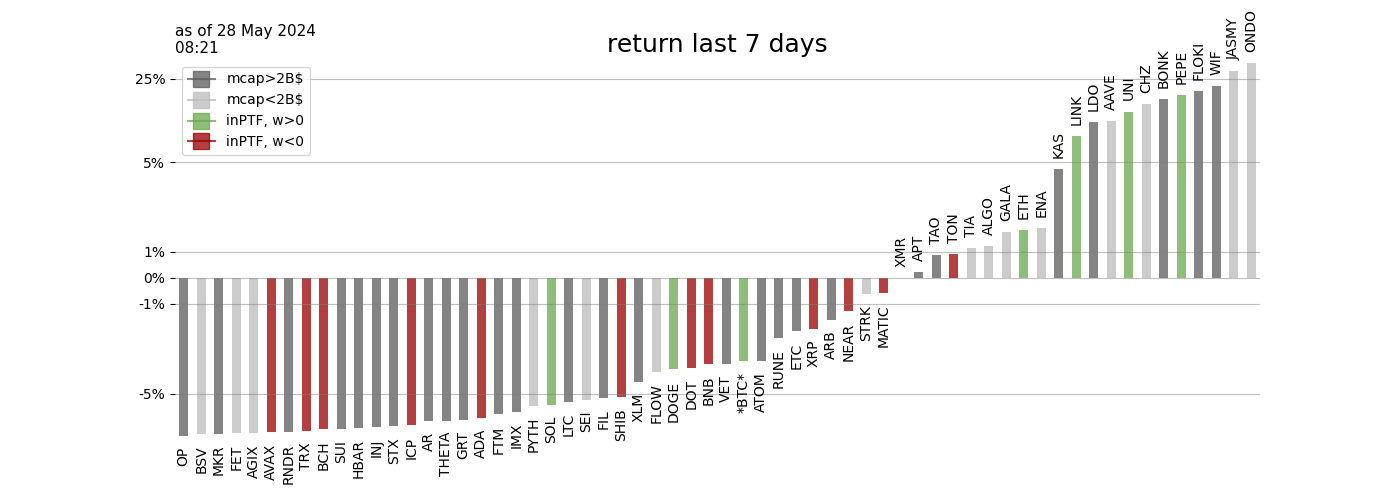 as of 28 May 2024
08:21
return last 7 days
mcap>2B$
mcap<2B$
inPTF, w>0
inPTF, w<0
25%
5%
1%
0%
-1%
-5%
OP
BSV
MKR
FET
AGIX
AVAX
RNDR
TRX
BCH
SUI
HBAR
INJ
STX
ICP
AR
THETA
GRT
ADA
FTM
IMX
PYTH
SOL
LTC
SEI
FIL
SHIB
XLM
FLOW
DOGE
DOT
BNB
VET
*BTC*
ATOM
RUNE
ETC
XRP
ARB
NEAR
STRK
MATIC
XMR
APT
TAO
TON
TIA
ALGO
GALA
ETH
ENA
KAS
LINK
LDO
AAVE
UNI
CHZ
BONK
PEPE
FLOKI
WIF
JASMY
ONDO